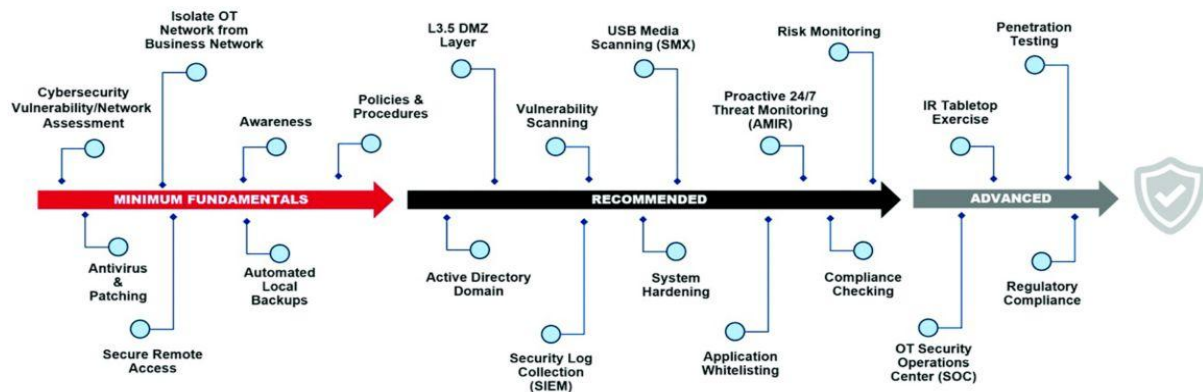 Isolate OT
Network from
Business Network
Cybersecurity
Vulnerability/Network
Assessment
Awareness
Policies &
Procedures
L3.5 DMZ
Layer
Vulnerability
Scanning
USB Media
Scanning (SMX)
Proactive 24/7
Threat Monitoring
(AMIR)
Risk Monitoring
IR Tabletop
Exercise
Penetration
Testing
MINIMUM FUNDAMENTALS
RECOMMENDED
ADVANCED
Antivirus
&
Patching
Secure Remote
Access
Automated
Local
Backups
Active Directory
Domain
Security Log
Collection
(SIEM)
System
Hardening
Application
Whitelisting
Compliance
Checking
OT Security
Operations
Center (SOC)
Regulatory
Compliance